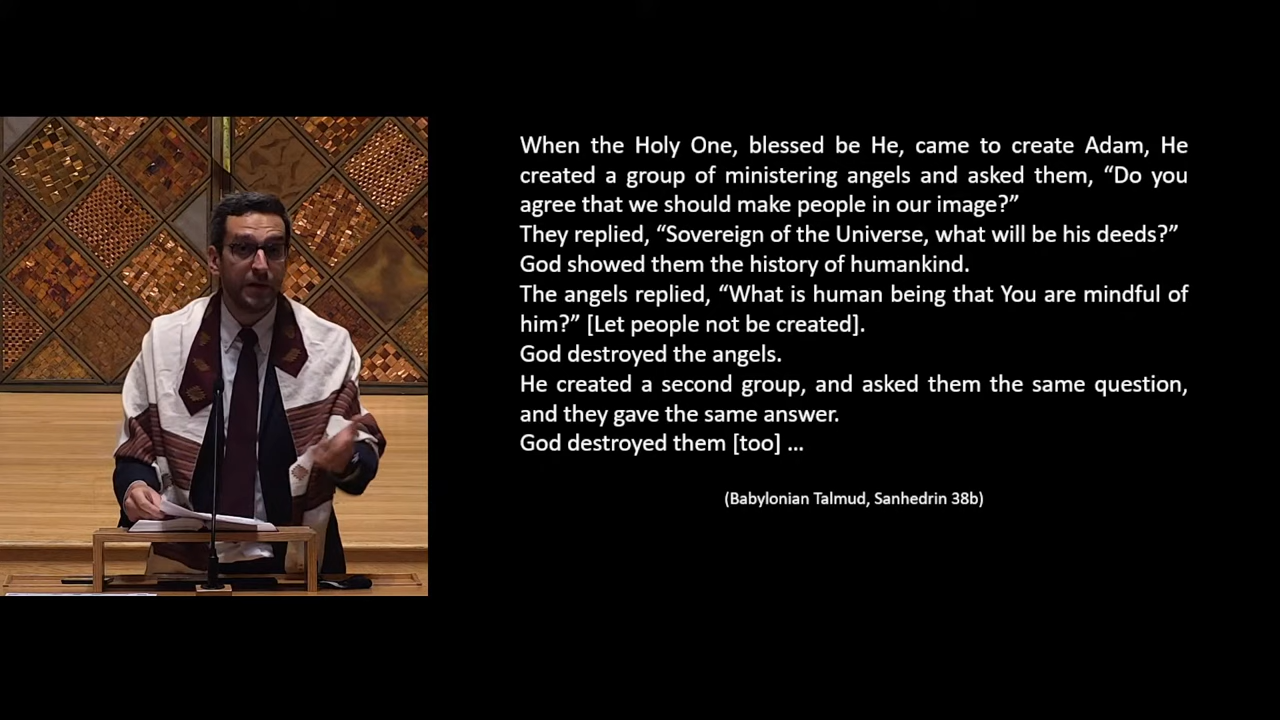 When the Holy One, blessed be He, came to create Adam, He
created a group of ministering angels and asked them, “Do you
agree that we should make people in our image?”
They replied, “Sovereign of the Universe, what will be his deeds?”
God showed them the history of humankind.
The angels replied, “What is human being that You are mindful of
him?” [Let people not be created].
God destroyed the angels.
He created a second group, and asked them the same question,
and they gave the same answer.
God destroyed them [too] ...
(Babylonian Talmud, Sanhedrin 38b)